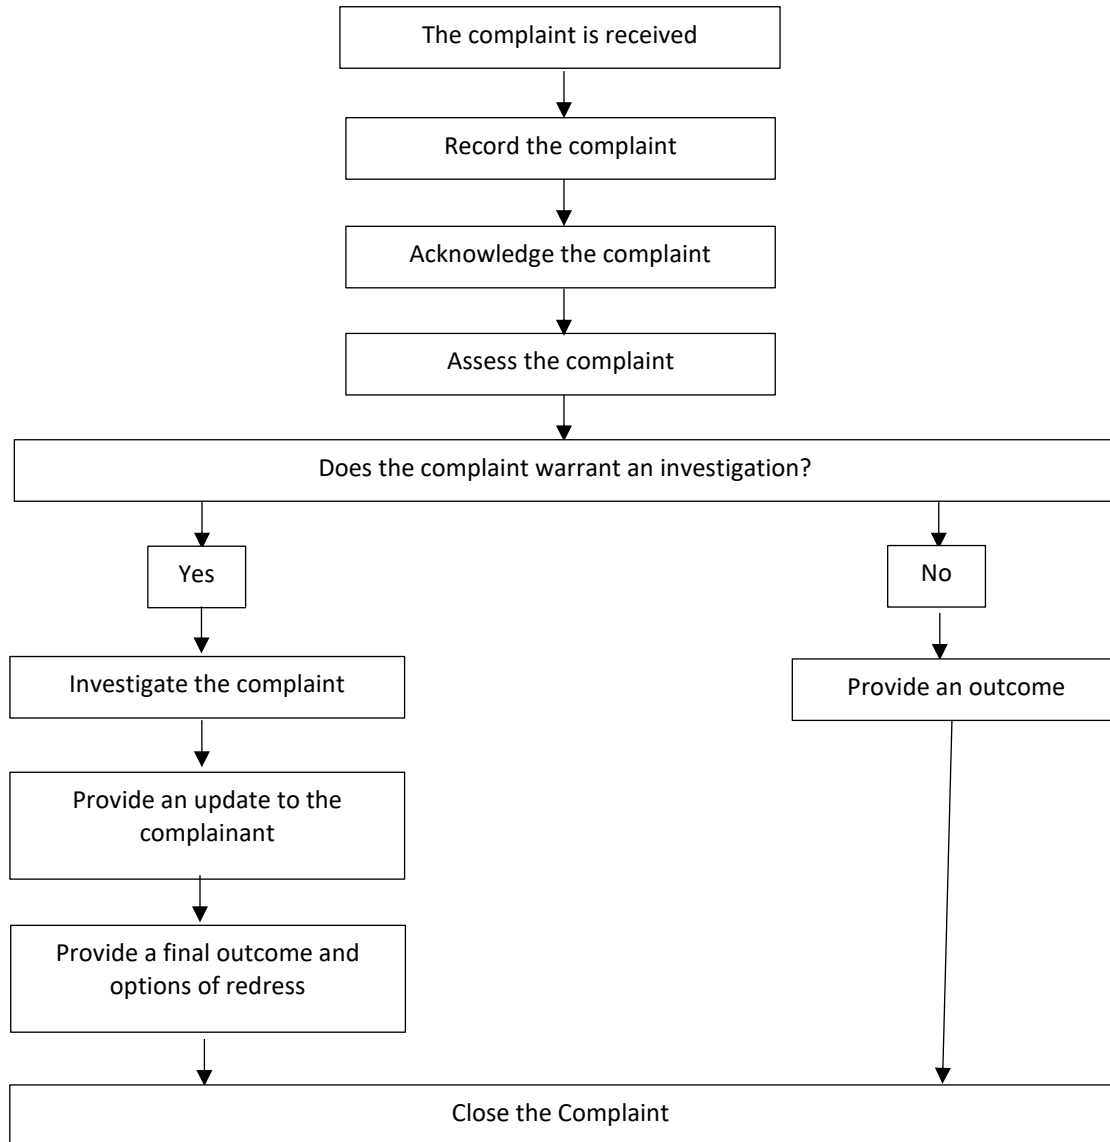 The complaint is received
Record the complaint
Acknowledge the complaint
Assess the complaint
Does the complaint warrant an investigation?
Yes
No
Investigate the complaint
Provide an outcome
Provide an update to the
complainant
Provide a final outcome and
options of redress
Close the Complaint